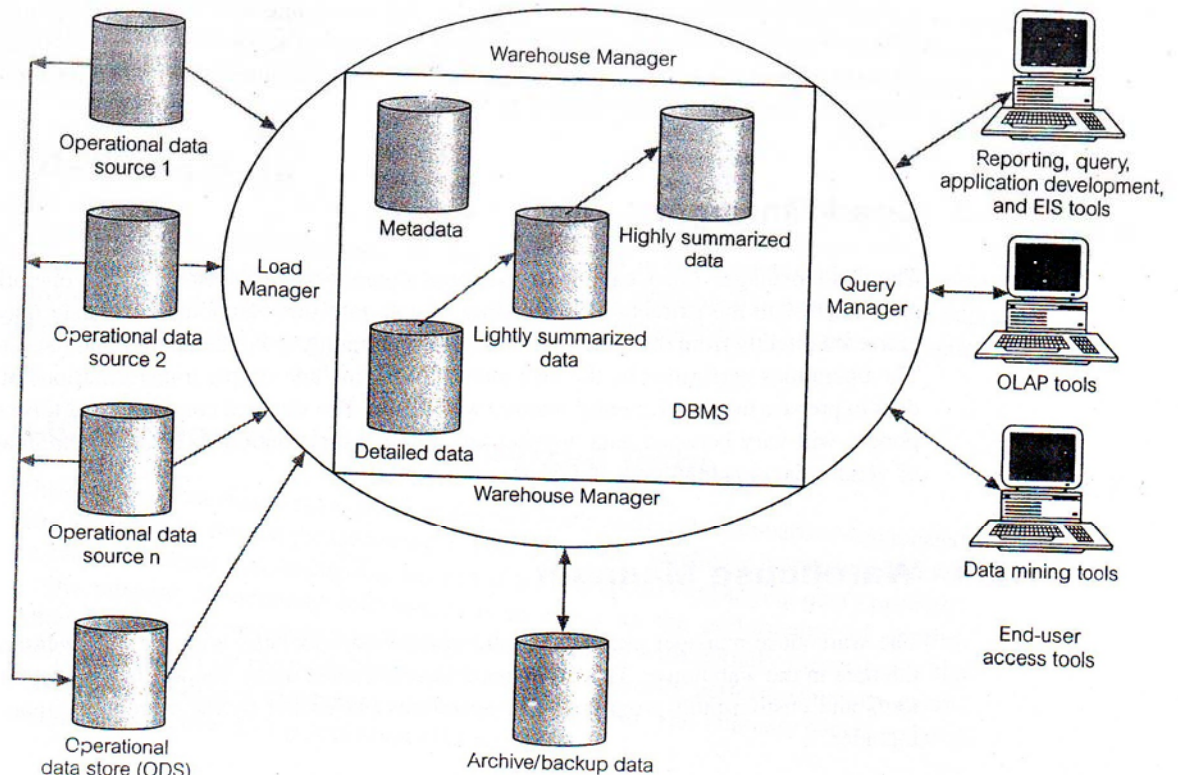 Warehouse Manager
Operational data
source 1
Metadata
Highly summarized
data
Reporting, query,
application development,
and EIS tools
Load
Manager
Operational data
source 2
Lightly summarized
data
Query
Manager
OLAP tools
DBMS
Detailed data
Operational data
source n
Warehouse Manager
Data mining tools
End-user
access tools
Operational
data store (ODS)
Archive/backup data